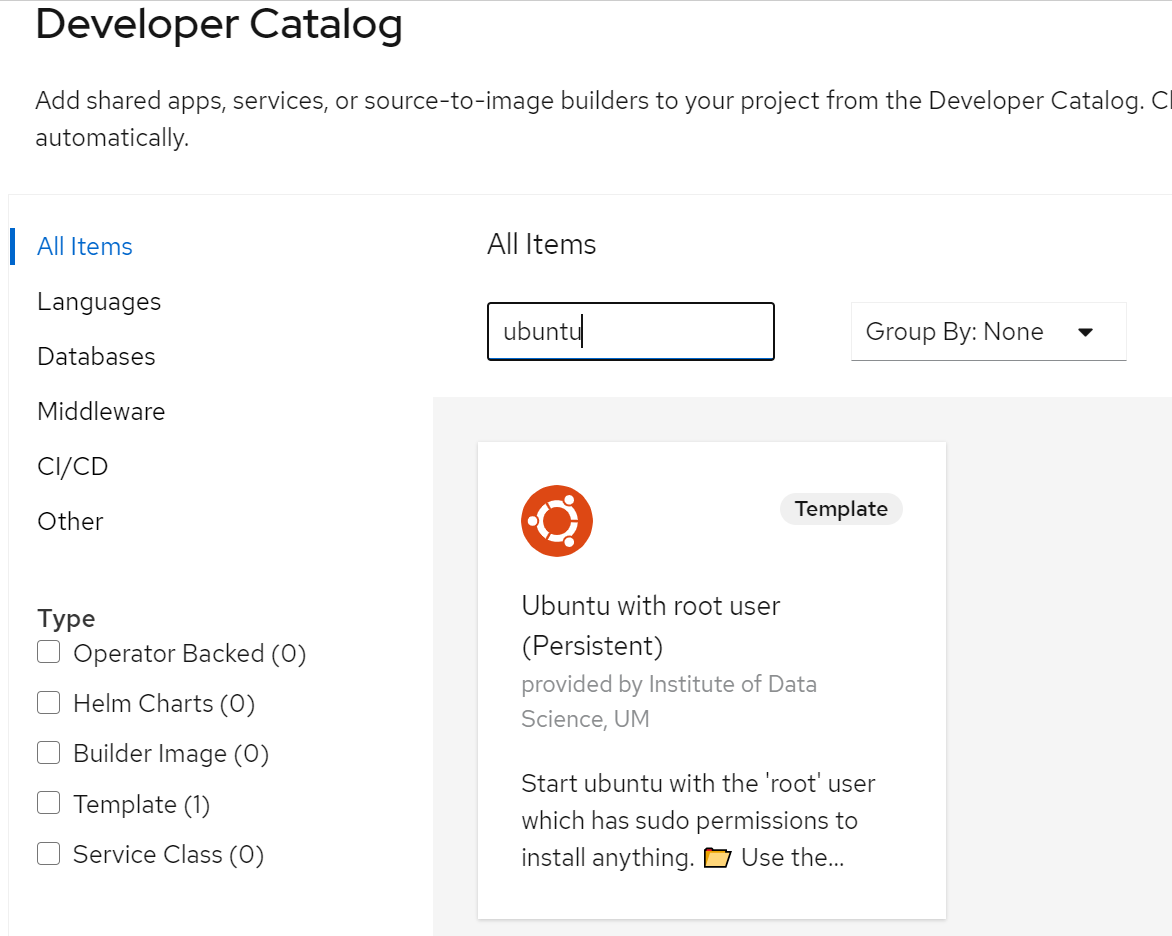 Developer Catalog
Add shared apps, services, or source-to-image builders to your project from the Developer Catalog.
automatically.
All Items
Languages
Databases
Middleware
CI/CD
Other
Type
Operator Backed (0)
Helm Charts (0)
Builder Image (0)
Template (1)
Service Class (0)
All Items
ubuntu
Group By: None
Template
Ubuntu with root user
(Persistent)
provided by Institute of Data
Science, UM
Start ubuntu with the 'root' user
which has sudo permissions to
install anything. 📂 Use the...